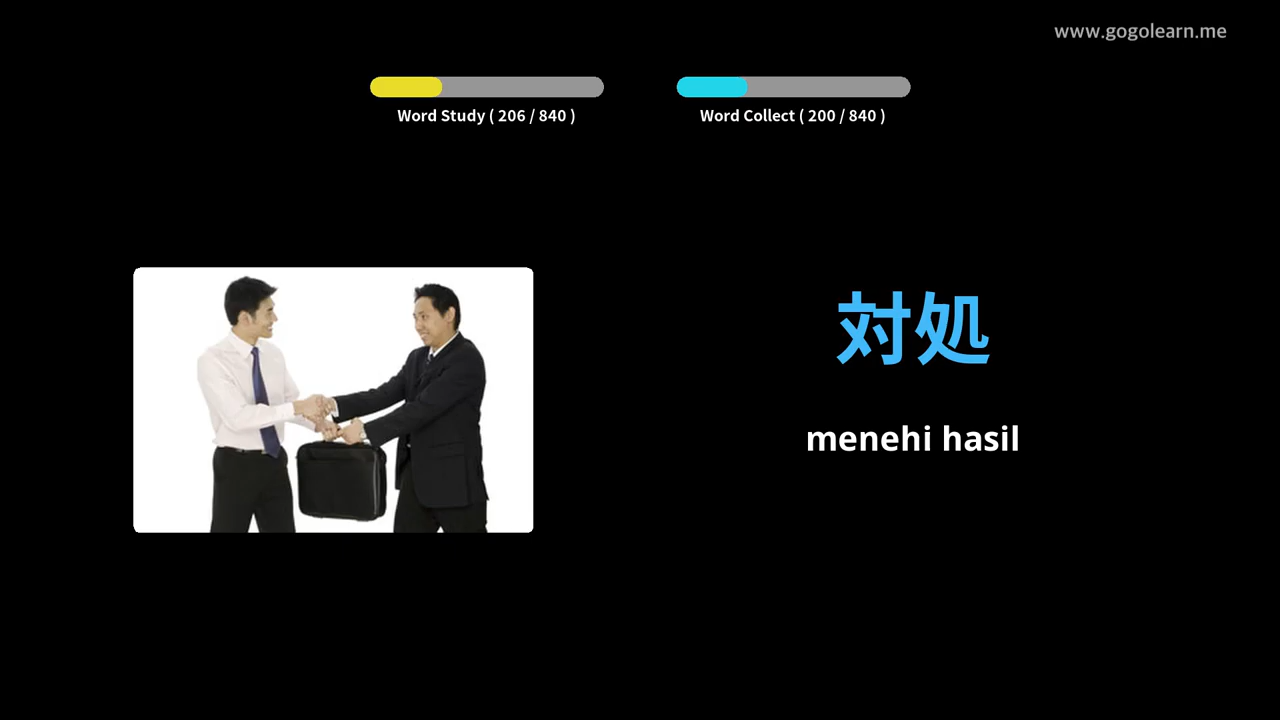 www.gogolearn.me
Word Study ( 206 / 840 )
Word Collect ( 200 / 840 )
対処
menehi hasil